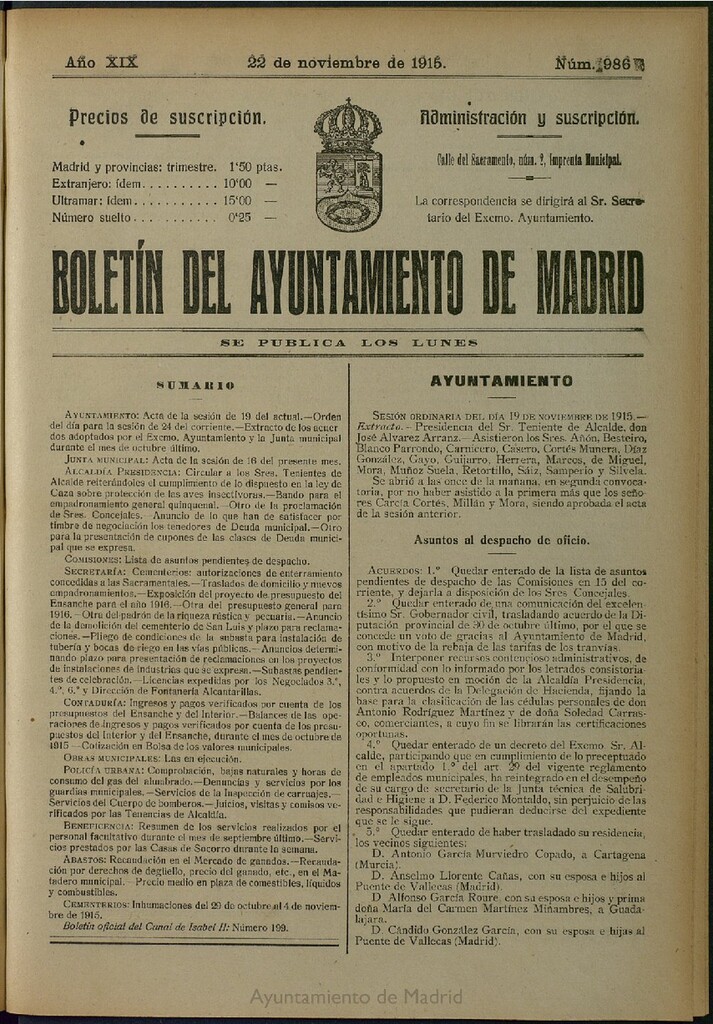 Año XIX
22 de noviembre de 1915.
Núm. 986
Precios de suscripción.
Madrid y provincias: trimestre. 1'50 ptas.
Extranjero: ídem.......... 10'00 —
Ultramar: ídem.......... 15'00 —
Número suelto.......... 0'25 —
Administración y suscripción.
Calle del Sacramento, núm. 2, Imprenta Municipal.
La correspondencia se dirigirá al Sr. Secre-
tario del Excmo. Ayuntamiento.
BOLETÍN DEL AYUNTAMIENTO DE MADRID
SE PUBLICA LOS LUNES
SUMARIO
AYUNTAMIENTO: Acta de la sesión de 19 del actual.—Orden
del día para la sesión de 24 del corriente.—Extracto de los acuer
dos adoptados por el Excmo. Ayuntamiento y la Junta municipal
durante el mes de octubre último.
JUNTA MUNICIPAL: Acta de la sesión de 16 del presente mes.
ALCALDÍA PRESIDENCIA: Circular a los Sres. Tenientes de
Alcalde reiterándoles el cumplimiento de lo dispuesto en la ley de
Caza sobre protección de las aves insectívoras.—Bando para el
empadronamiento general quinquenal.—Otro de la proclamación
de Sres. Concejales. Anuncio de lo que han de satisfacer por
timbre de negociación los tenedores de Deuda municipal.—Otro
para la presentación de cupones de las clases de Deuda munici-
pal que se expresa.
COMISIONES: Lista de asuntos pendientes de despacho.
SECRETARÍA: Cementerios: autorizaciones de enterramiento
concedidas a las Sacramentales.—Traslados de domicilio y nuevos
empadronamientos.—Exposición del proyecto de presupuesto del
Ensanche para el año 1916.—Otra del presupuesto general para
1916.—Otra del padrón de la riqueza rústica y pecuaria.—Anuncio
de la demolición del cementerio de San Luis y plazo para reclama-
ciones.—Pliego de condiciones de la subasta para instalación de
tubería y bocas de riego en las vías públicas.—Anuncios determi-
nando plazo para presentación de reclamaciones en los proyectos
de instalaciones de industrias que se expresa.—Subastas pendien-
tes de celebración.—Licencias expedidas por los Negociados 3.º,
4.º, 6.º y Dirección de Fontanería Alcantarillas.
CONTADURÍA: Ingresos y pagos verificados por cuenta de los
presupuestos del Ensanche y del Interior.—Balances de las ope-
raciones de ingresos y pagos verificados por cuenta de los presu-
puestos del Interior y del Ensanche, durante el mes de octubre de
1915—Cotización en Bolsa de los valores municipales.
OBRAS MUNICIPALES: Las en ejecución.
POLICÍA URBANA: Comprobación, bajas naturales y horas de
consumo del gas del alumbrado.—Denuncias y servicios por los
guardias municipales.—Servicios de la Inspección de carruajes.—
Servicios del Cuerpo de bomberos.—Juicios, visitas y comisos ve-
rificados por las Tenencias de Alcaldía.
BENEFICENCIA: Resumen de los servicios realizados por el
personal facultativo durante el mes de septiembre último.—Servi-
cios prestados por las Casas de Socorro durante la semana.
ABASTOS: Recaudación en el Mercado de ganados.—Recauda-
ción por derechos de degüello, precio del ganado, etc., en el Ma-
tadero municipal.—Precio medio en plaza de comestibles, líquidos
y combustibles.
CEMENTERIOS: Inhumaciones del 29 de octubre al 4 de noviem-
bre de 1915.
Boletín oficial del Canal de Isabel II: Número 199.
AYUNTAMIENTO
SESIÓN ORDINARIA DEL DÍA 19 DE NOVIEMBRE DE 1915.—
Extracto.—Presidencia del Sr. Teniente de Alcalde, don
José Alvarez Arranz.—Asistieron los Sres. Añón, Besteiro,
Blanco Parrondo, Carnicero, Casero, Cortés Munera, Díaz
González, Gayo, Guijarro, Herrera, Marcos, de Miguel,
Mora, Muñoz Suela, Retortillo, Sáiz, Samperio y Silvela.
Se abrió a las once de la mañana, en segunda convoca-
toria, por no haber asistido a la primera más que los seño-
res García Cortés, Millán y Mora, siendo aprobada el acta
de la sesión anterior.
Asuntos al despacho de oficio.
ACUERDOS: 1.º Quedar enterado de la lista de asuntos
pendientes de despacho de las Comisiones en 15 del co-
rriente, y dejarla a disposición de los Sres. Concejales.
2.º Quedar enterado de una comunicación del excelen-
tísimo Sr. Gobernador civil, trasladando acuerdo de la Di-
putación provincial de 30 de octubre último, por el que se
concede un voto de gracias al Ayuntamiento de Madrid,
con motivo de la rebaja de las tarifas de los tranvías.
3.º Interponer recursos contencioso administrativos, de
conformidad con lo informado por los letrados consistoria-
les y lo propuesto en moción de la Alcaldía Presidencia,
contra acuerdos de la Delegación de Hacienda, fijando la
base para la clasificación de las cédulas personales de don
Antonio Rodríguez Martínez y de doña Soledad Carras-
co, comerciantes, a cuyo fin se librarán las certificaciones
oportunas.
4.º Quedar enterado de un decreto del Excmo Sr. Al-
calde, participando que en cumplimiento de lo preceptuado
en el apartado 1.º del art. 29 del vigente reglamento
de empleados municipales, ha reintegrado en el desempeño
de su cargo de secretario de la Junta técnica de Salubri-
dad e Higiene a D. Federico Montaldo, sin perjuicio de las
responsabilidades que pudieran deducirse del expediente
que se le sigue.
5.º Quedar enterado de haber trasladado su residencia,
los vecinos siguientes:
D. Antonio García Murviedro Copado, a Cartagena
(Murcia).
D. Anselmo Llorente Cañas, con su esposa e hijos al
Puente de Vallecas (Madrid).
D Alfonso García Roure, con su esposa e hijos y prima
doña María del Carmen Martínez Miñambres, a Guada-
lajara.
D. Cándido González García, con su esposa e hijas al
Puente de Vallecas (Madrid).
Ayuntamiento de Madrid